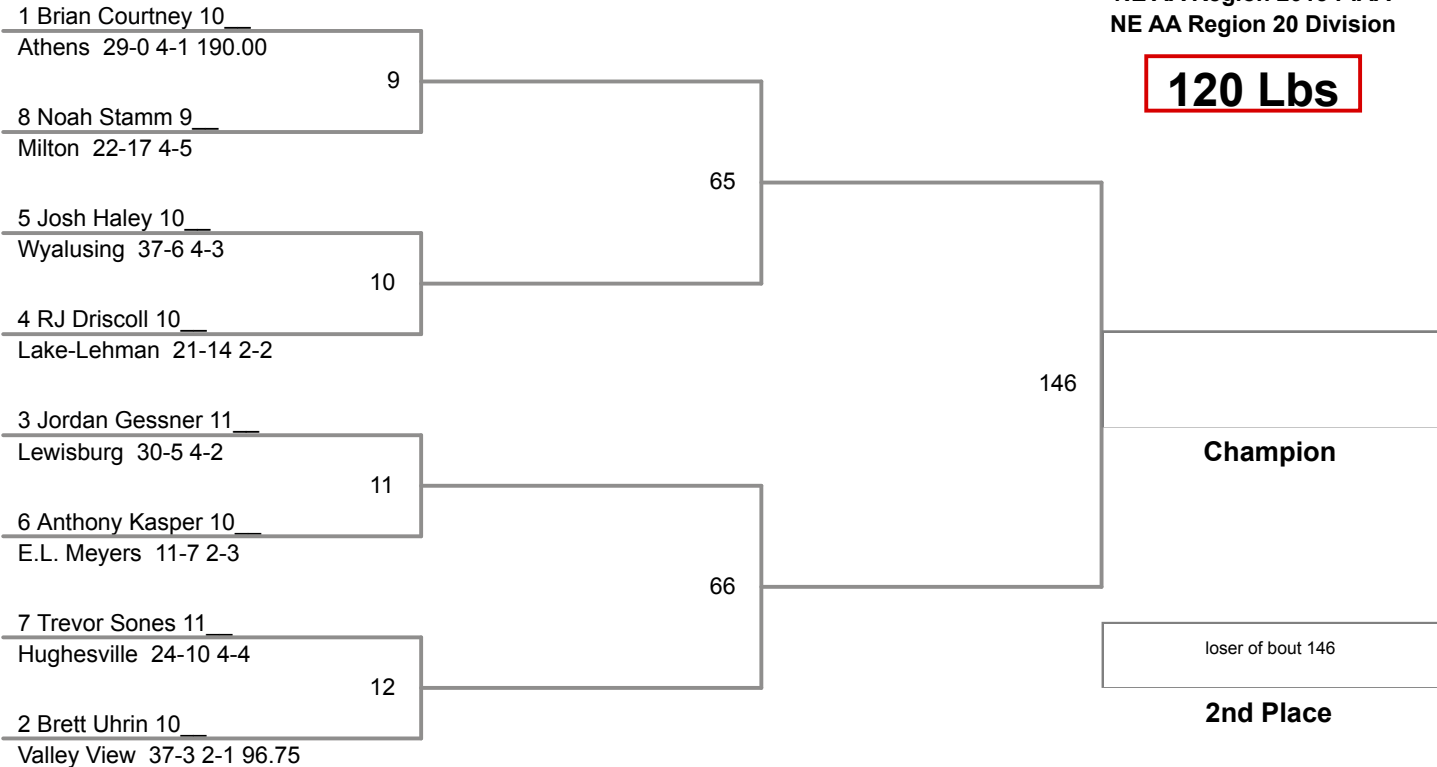 1 Brian Courtney 10__
Athens 29-0 4-1 190.00
9
8 Noah Stamm 9__
Milton 22-17 4-5
65
5 Josh Haley 10__
Wyalusing 37-6 4-3
10
4 RJ Driscoll 10__
Lake-Lehman 21-14 2-2
146
3 Jordan Gessner 11__
Lewisburg 30-5 4-2
11
6 Anthony Kasper 10__
E.L. Meyers 11-7 2-3
66
7 Trevor Sones 11__
Hughesville 24-10 4-4
12
2 Brett Uhrin 10__
Valley View 37-3 2-1 96.75
NE AA Region 20 Division
120 Lbs
Champion
loser of bout 146
2nd Place